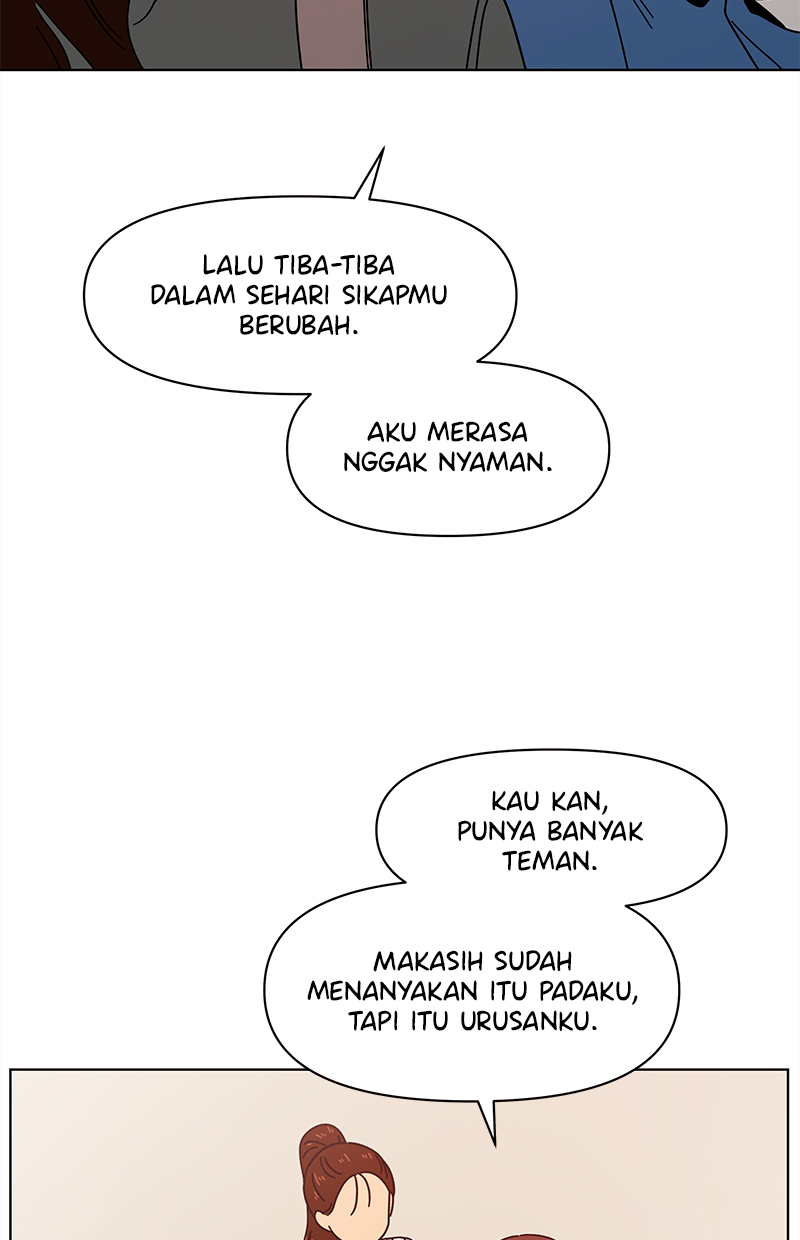 LALU TIBA-TIBA
DALAM SEHARI SIKAPMU
BERUBAH.
AKU MERASA
NGGAK NYAMAN.
KAU KAN,
PUNYA BANYAK
TEMAN.
MAKASIH SUDAH
MENANYAKAN ITU PADAKU,
TAPI ITU URUSANKU.